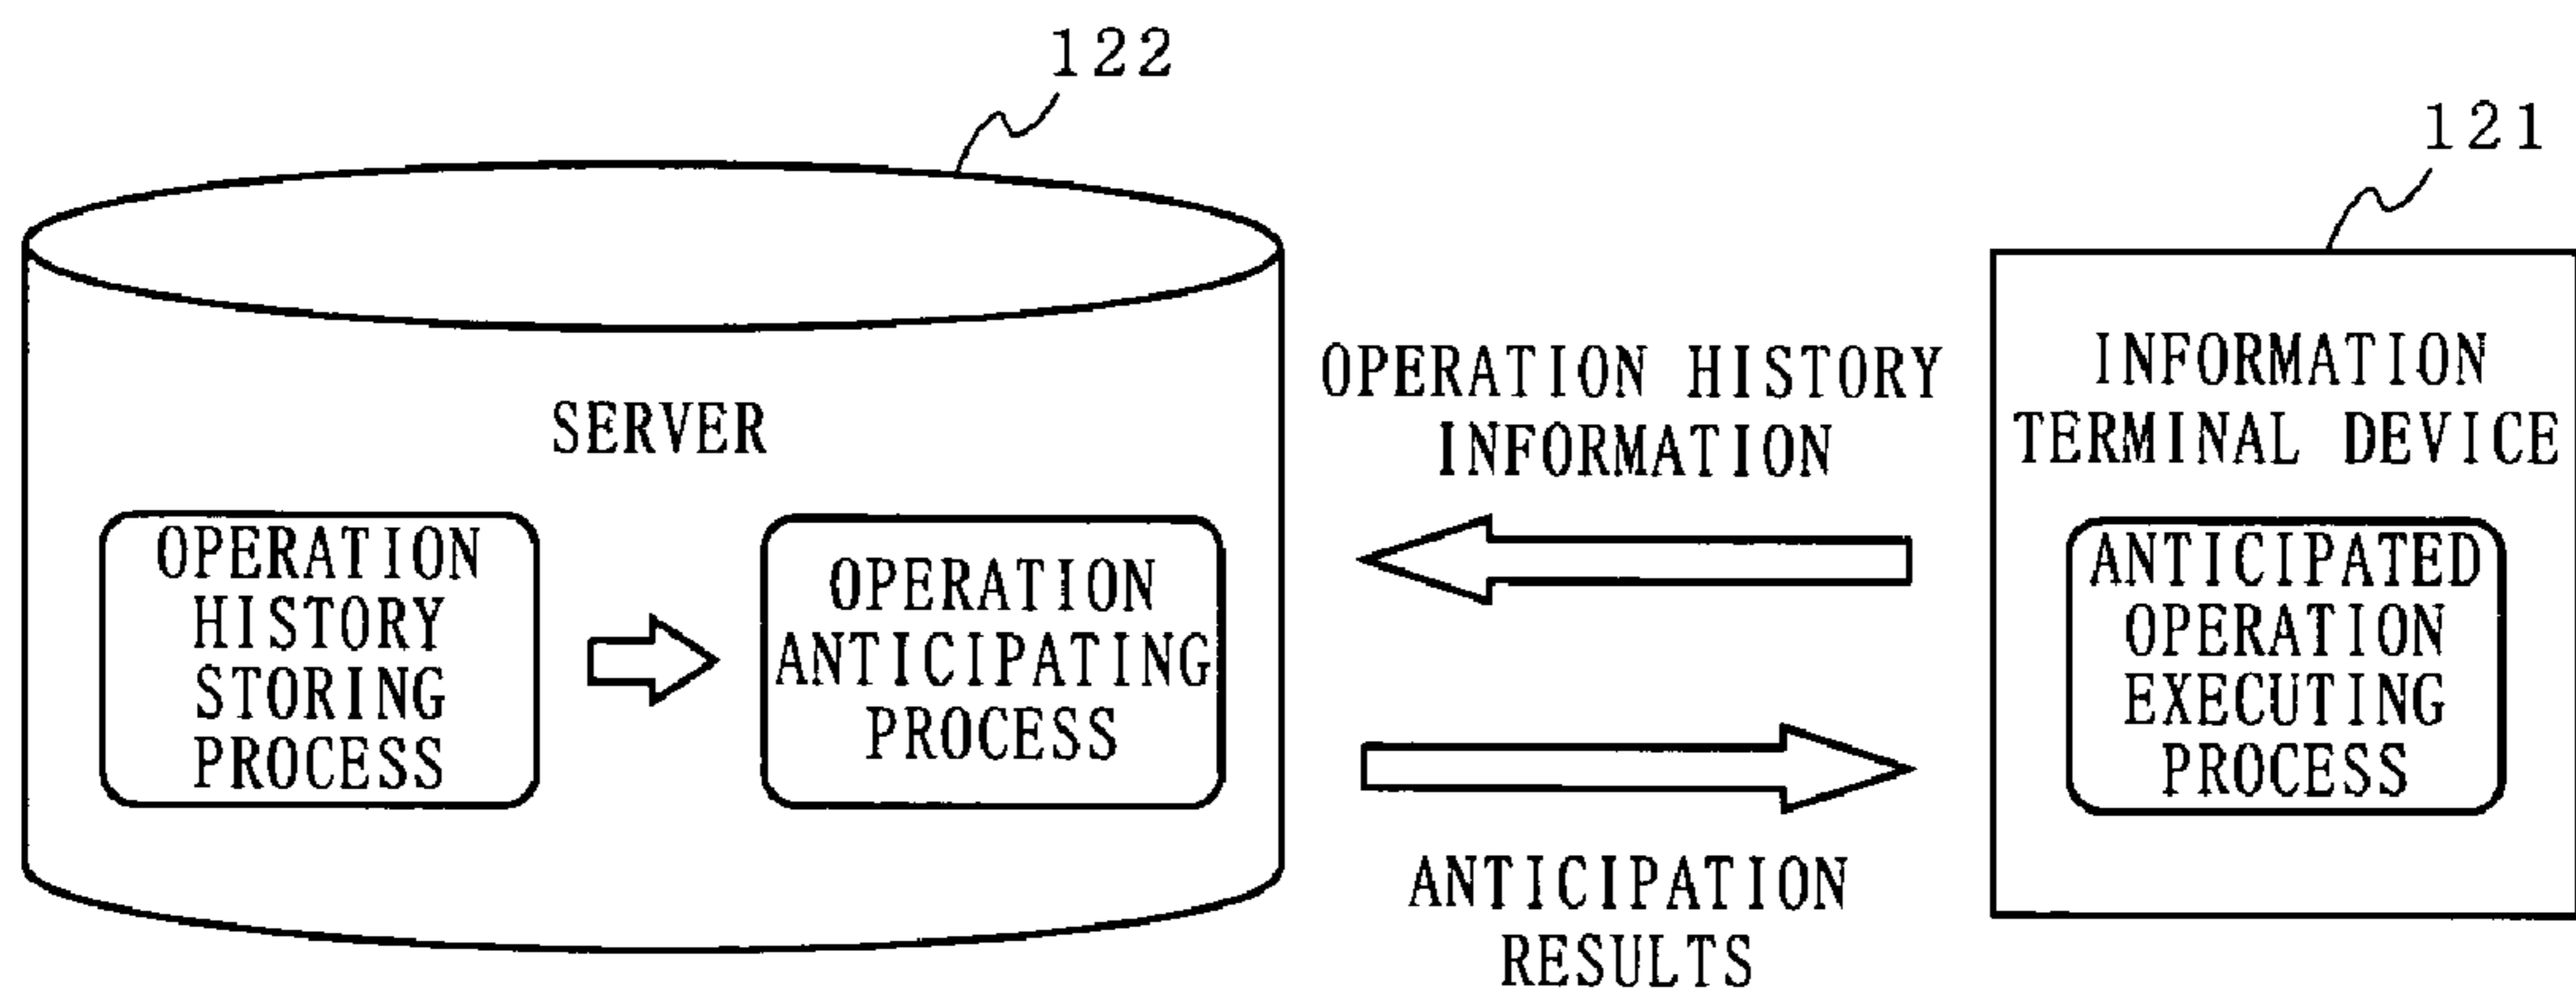 122
121
SERVER
OPERATION
HISTORY
STORING
PROCESS
OPERATION
ANTICIPATING
PROCESS
OPERATION HISTORY
INFORMATION
ANTICIPATION
RESULTS
INFORMATION
TERMINAL DEVICE
ANTICIPATED
OPERATION
EXECUTING
PROCESS